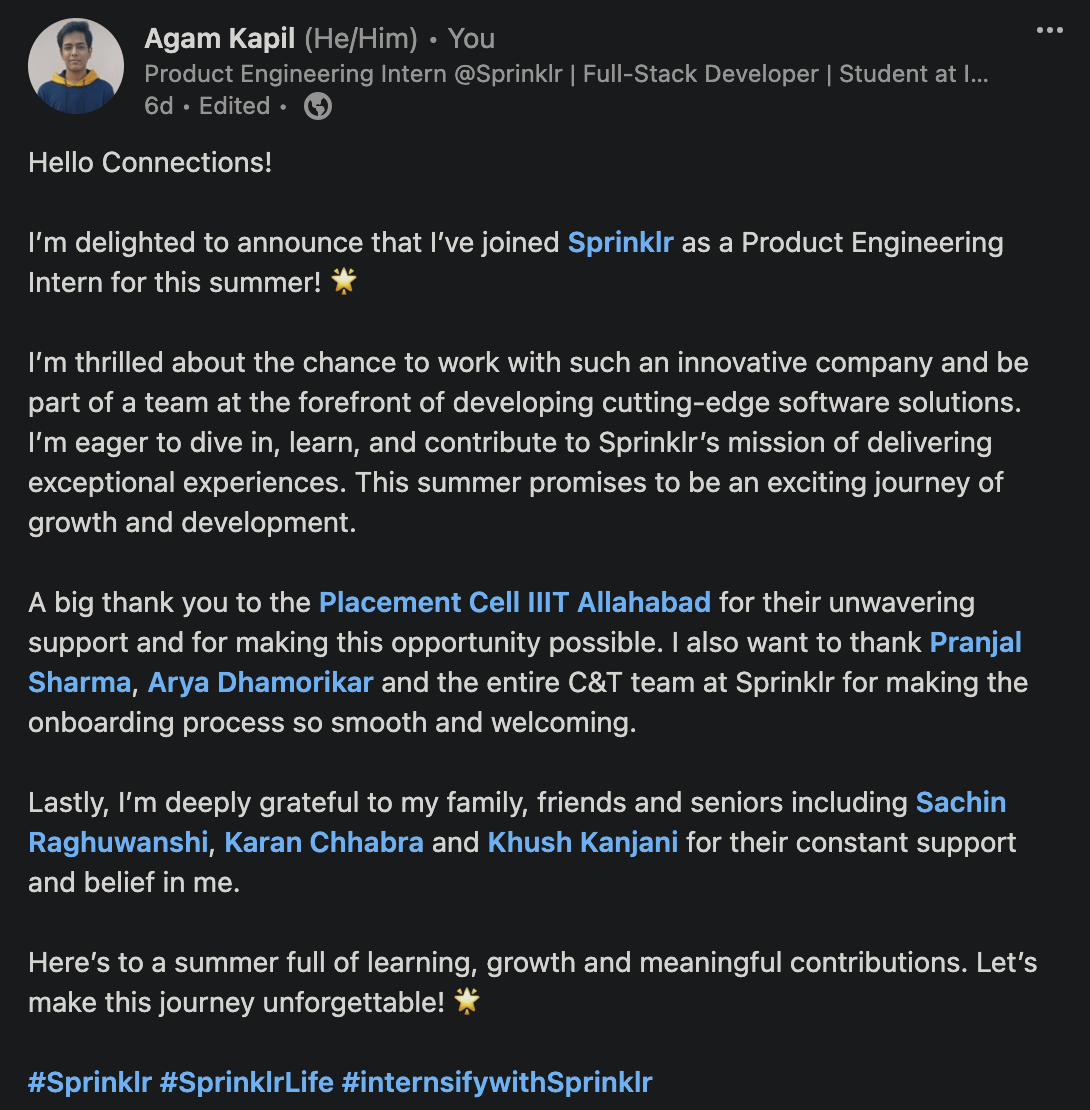 Agam Kapil (He/Him) • You
Product Engineering Intern @Sprinklr | Full-Stack Developer | Student at I...
6d • Edited •
Hello Connections!
I’m delighted to announce that I’ve joined Sprinklr as a Product Engineering
Intern for this summer! 🌟
I’m thrilled about the chance to work with such an innovative company and be
part of a team at the forefront of developing cutting-edge software solutions.
I’m eager to dive in, learn, and contribute to Sprinklr’s mission of delivering
exceptional experiences. This summer promises to be an exciting journey of
growth and development.
A big thank you to the Placement Cell IIIT Allahabad for their unwavering
support and for making this opportunity possible. I also want to thank Pranjal
Sharma, Arya Dhamorikar and the entire C&T team at Sprinklr for making the
onboarding process so smooth and welcoming.
Lastly, I’m deeply grateful to my family, friends and seniors including Sachin
Raghuwanshi, Karan Chhabra and Khush Kanjani for their constant support
and belief in me.
Here’s to a summer full of learning, growth and meaningful contributions. Let’s
make this journey unforgettable! 🌟
#Sprinklr #SprinklrLife #internsifywithSprinklr